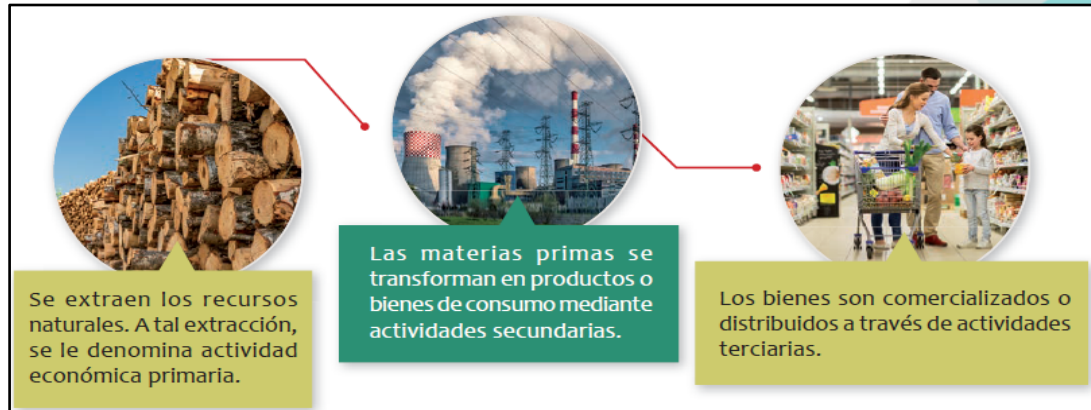 Se extraen los recursos
naturales. A tal extracción,
se le denomina actividad
económica primaria.
Las materias primas se
transforman en productos o
bienes de consumo mediante
actividades secundarias.
Los bienes son comercializados o
distribuidos a través de actividades
terciarias.